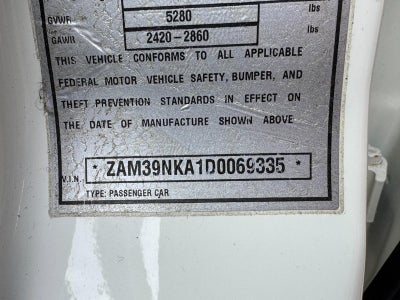 GVWR 5280 lbs
GAWR 2420-2860 lbs
THIS VEHICLE CONFORMS TO ALL APPLICABLE
FEDERAL MOTOR VEHICLE SAFETY, BUMPER, AND
THEFT PREVENTION STANDARDS IN EFFECT ON
THE DATE OF MANUFACTURE SHOWN ABOVE
V.I.N. * ZAM39NKA1D0069335 *
TYPE: PASSENGER CAR